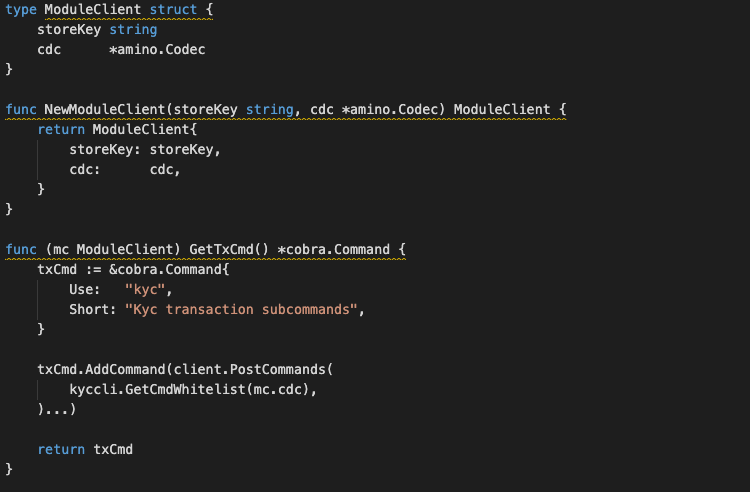 type ModuleClient struct {
    storeKey string
    cdc      *amino.Codec
}

func NewModuleClient(storeKey string, cdc *amino.Codec) ModuleClient {
    return ModuleClient{
        storeKey: storeKey,
        cdc:      cdc,
    }
}

func (mc ModuleClient) GetTxCmd() *cobra.Command {
    txCmd := &cobra.Command{
        Use:   "kyc",
        Short: "Kyc transaction subcommands",
    }

    txCmd.AddCommand(client.PostCommands(
        kyccli.GetCmdWhitelist(mc.cdc),
    )...)

    return txCmd
}